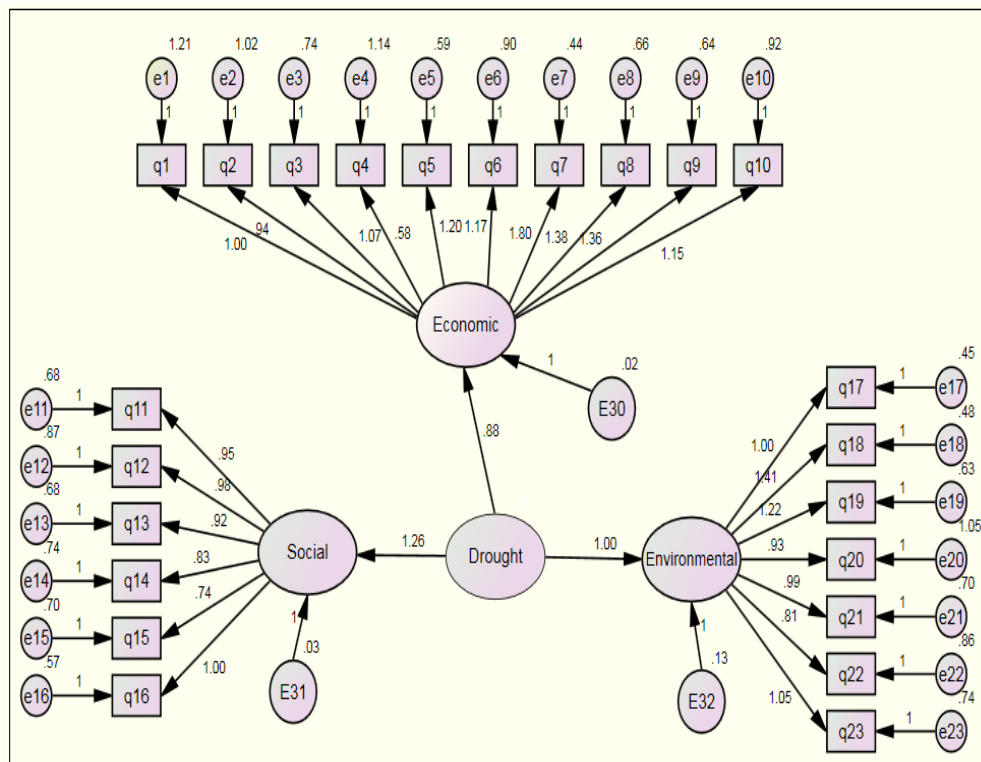 1.21 1.02 .74 1.14 .59 .90 .44 .66 .64 .92
e1 e2 e3 e4 e5 e6 e7 e8 e9 e10
1 1 1 1 1 1 1 1 1 1
q1 q2 q3 q4 q5 q6 q7 q8 q9 q10
1.00 .94 1.07 .58 1.20 1.17 1.80 1.38 1.36 1.15
Economic
1 .02
E30
.88
.68
e11 1 q11 .95
.87
e12 1 q12 .98
.68
e13 1 q13 .92
.74
e14 1 q14 .83
.70
e15 1 q15 .74
.57
e16 1 q16 1.00
Social
1.26
Drought
1.00
Environmental
1 .03
E31
1 .13
E32
.45
1.00 q17 1 e17
.48
1.41 q18 1 e18
.63
1.22 q19 1 e19
1.05
.93 q20 1 e20
.70
.99 q21 1 e21
.86
.81 q22 1 e22
.74
1.05 q23 1 e23